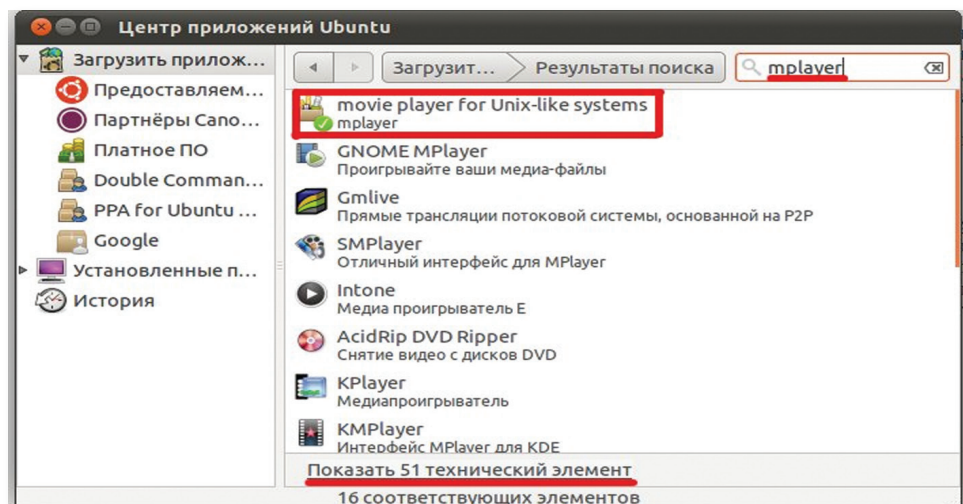 Центр приложений Ubuntu
Загрузить прилож...
Предоставляем...
Партнёры Cano...
Платное ПО
Double Comman...
PPA for Ubuntu ...
Google
Установленные п...
История
Загрузит... Результаты поиска mplayer
movie player for Unix-like systems
mplayer
GNOME MPlayer
Проигрывайте ваши медиа-файлы
Gmlive
Прямые трансляции потоковой системы, основанной на P2P
SMPlayer
Отличный интерфейс для MPlayer
Intone
Медиа проигрыватель E
AcidRip DVD Ripper
Снятие видео с дисков DVD
KPlayer
Медиапроигрыватель
KMPlayer
Интерфейс MPlayer для KDE
Показать 51 технический элемент
16 соответствующих элементов